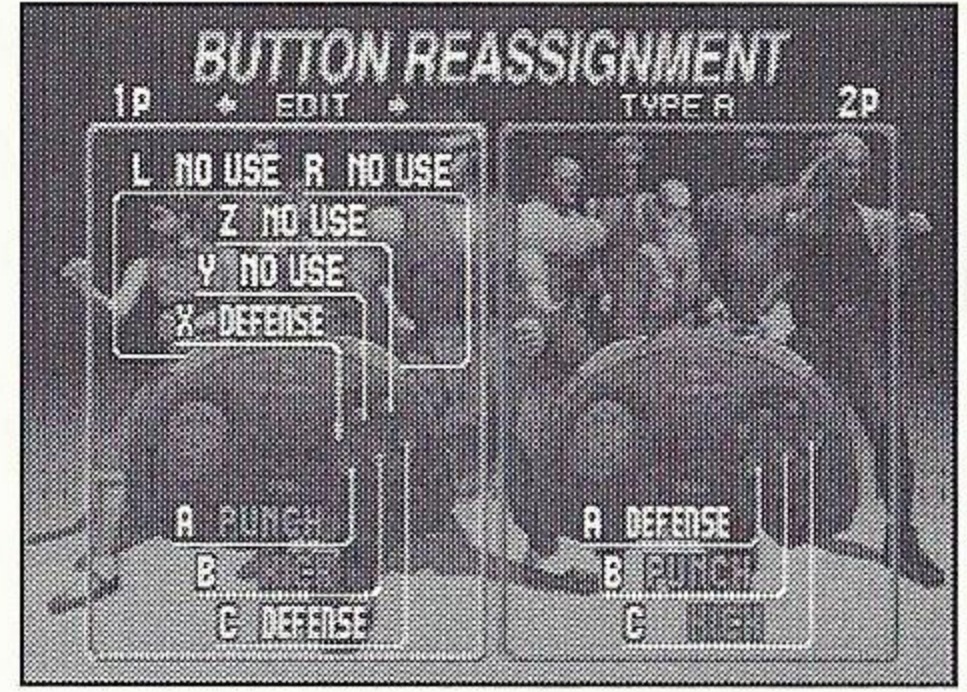 BUTTON REASSIGNMENT
1P EDIT TYPE A 2P
L NO USE R NO USE
Z NO USE
Y NO USE
X DEFENSE
A PUNCH
B
C DEFENSE
A DEFENSE
B PUNCH
C